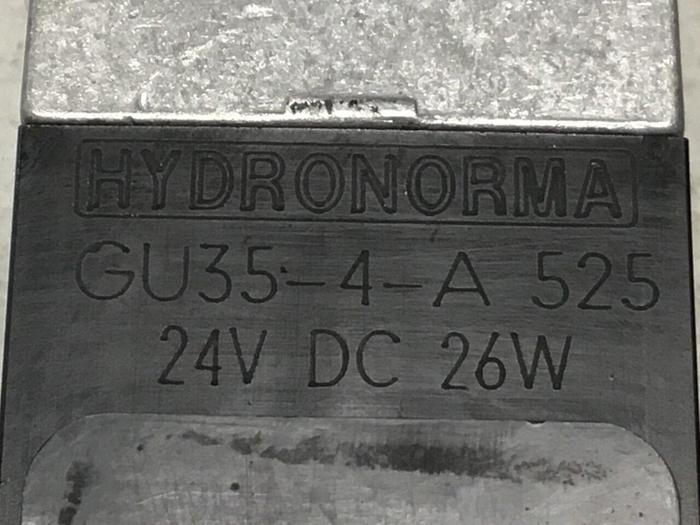 HYDRONORMA
GU35-4-A 525
24V DC 26W